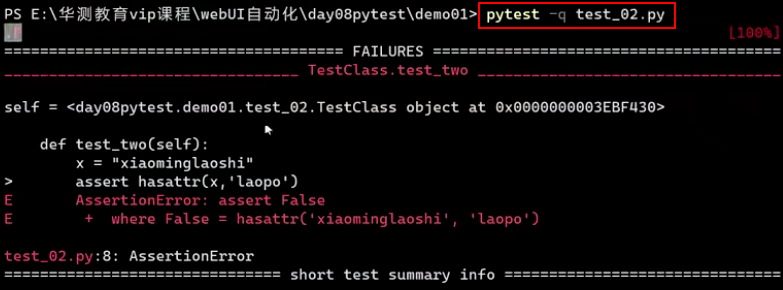 PS E:\华测教育vip课程\webUI自动化\day08pytest\demo01> pytest -q test_02.py
.F [100%]
==================================== FAILURES ====================================
_______________________________ TestClass.test_two _______________________________
self = <day08pytest.demo01.test_02.TestClass object at 0x0000000003EBF430>
def test_two(self):
x = "xiaominglaoshi"
> assert hasattr(x,'laopo')
E AssertionError: assert False
E + where False = hasattr('xiaominglaoshi', 'laopo')
test_02.py:8: AssertionError
============================= short test summary info =============================